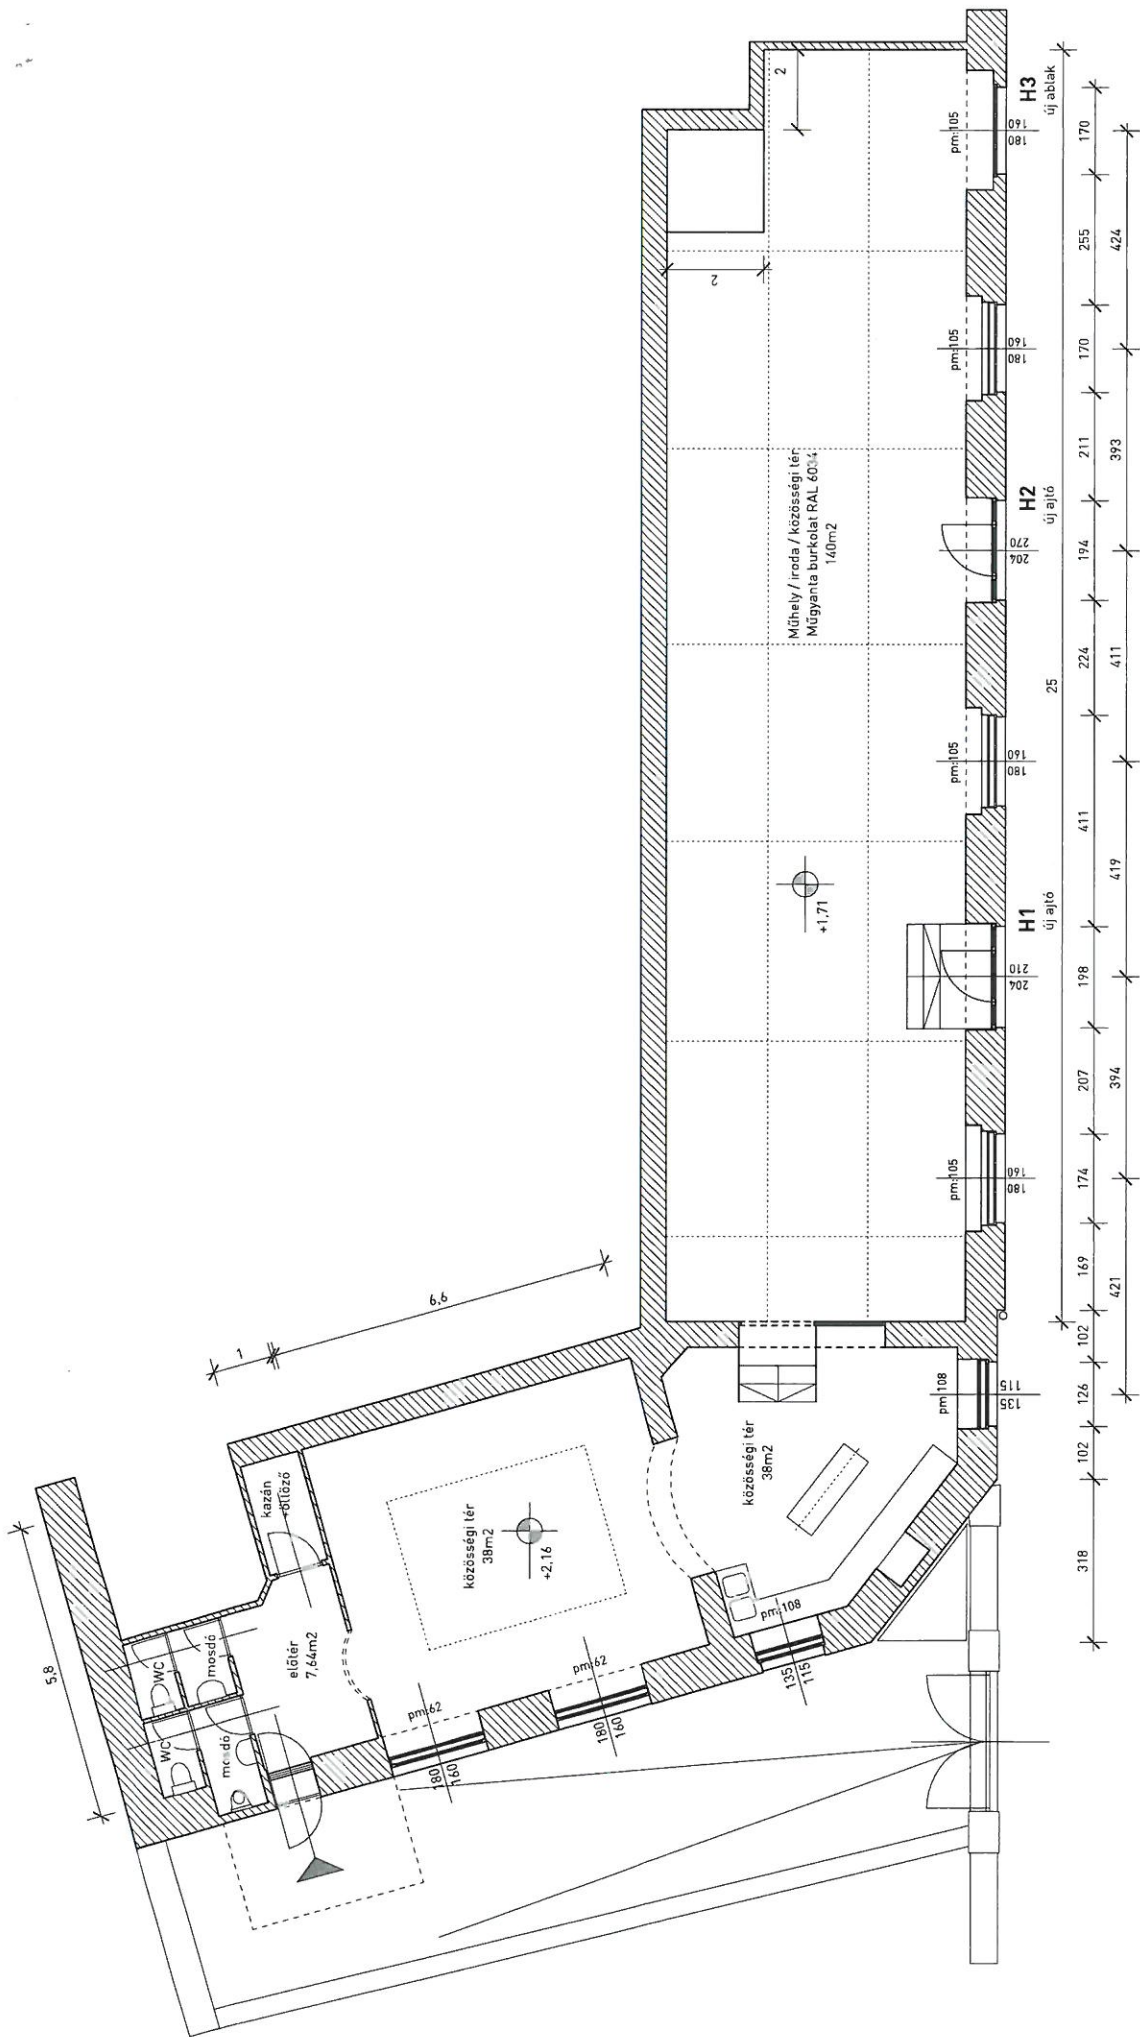 2
H3
új ablak
pm:105
160
180
170
255
424
2
pm:105
160
180
170
211
393
Műhely / iroda / közösségi tér
Műgyanta burkolat RAL 6034
140m2
H2
új ajtó
270
204
194
224
411
25
pm:105
160
180
411
419
+1,71
H1
új ajtó
210
204
198
207
394
pm:105
160
180
174
169
421
102
6,6
1
pm:108
115
135
126
102
közösségi tér
38m2
318
kazán
+öltöző
közösségi tér
38m2
+2,16
5,8
WC
mosdó
előtér
7,64m2
WC
mosdó
pm:62
180
160
pm:62
180
160
pm:108
135
115